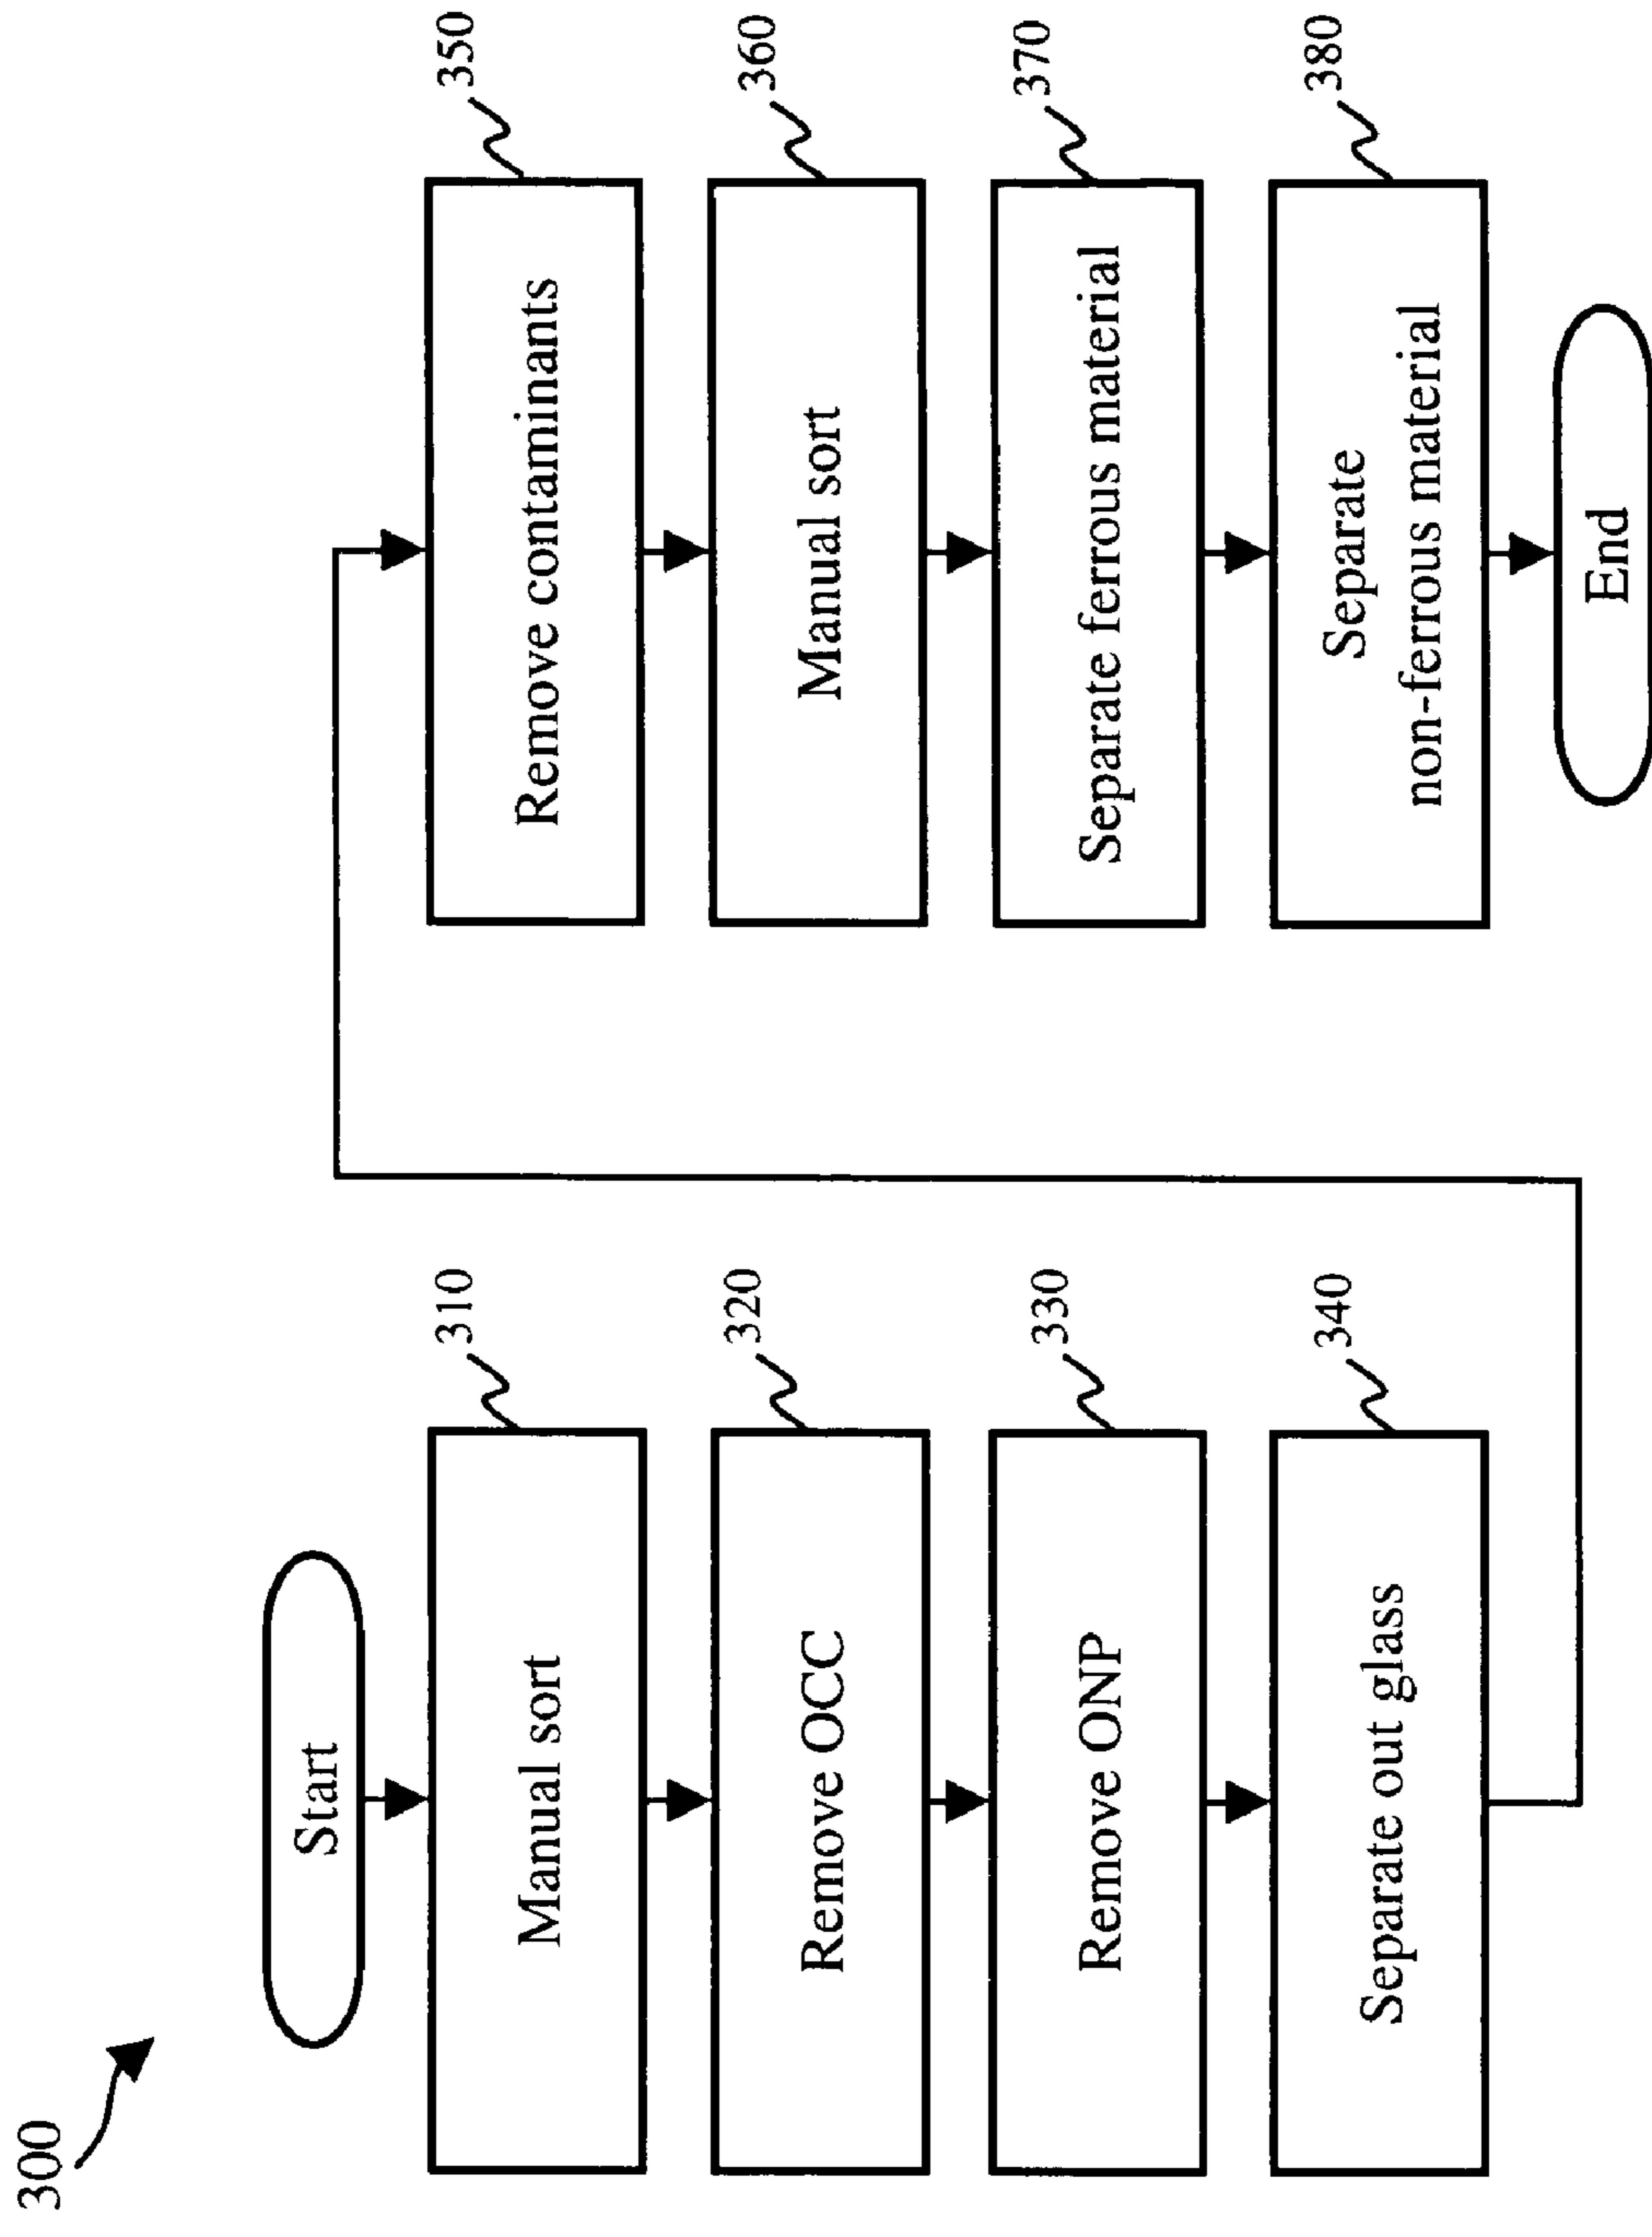 300
Start
Manual sort
310
Remove OCC
320
Remove ONP
330
Separate out glass
340
Remove contaminants
350
Manual sort
360
Separate ferrous material
370
Separate
non-ferrous material
380
End